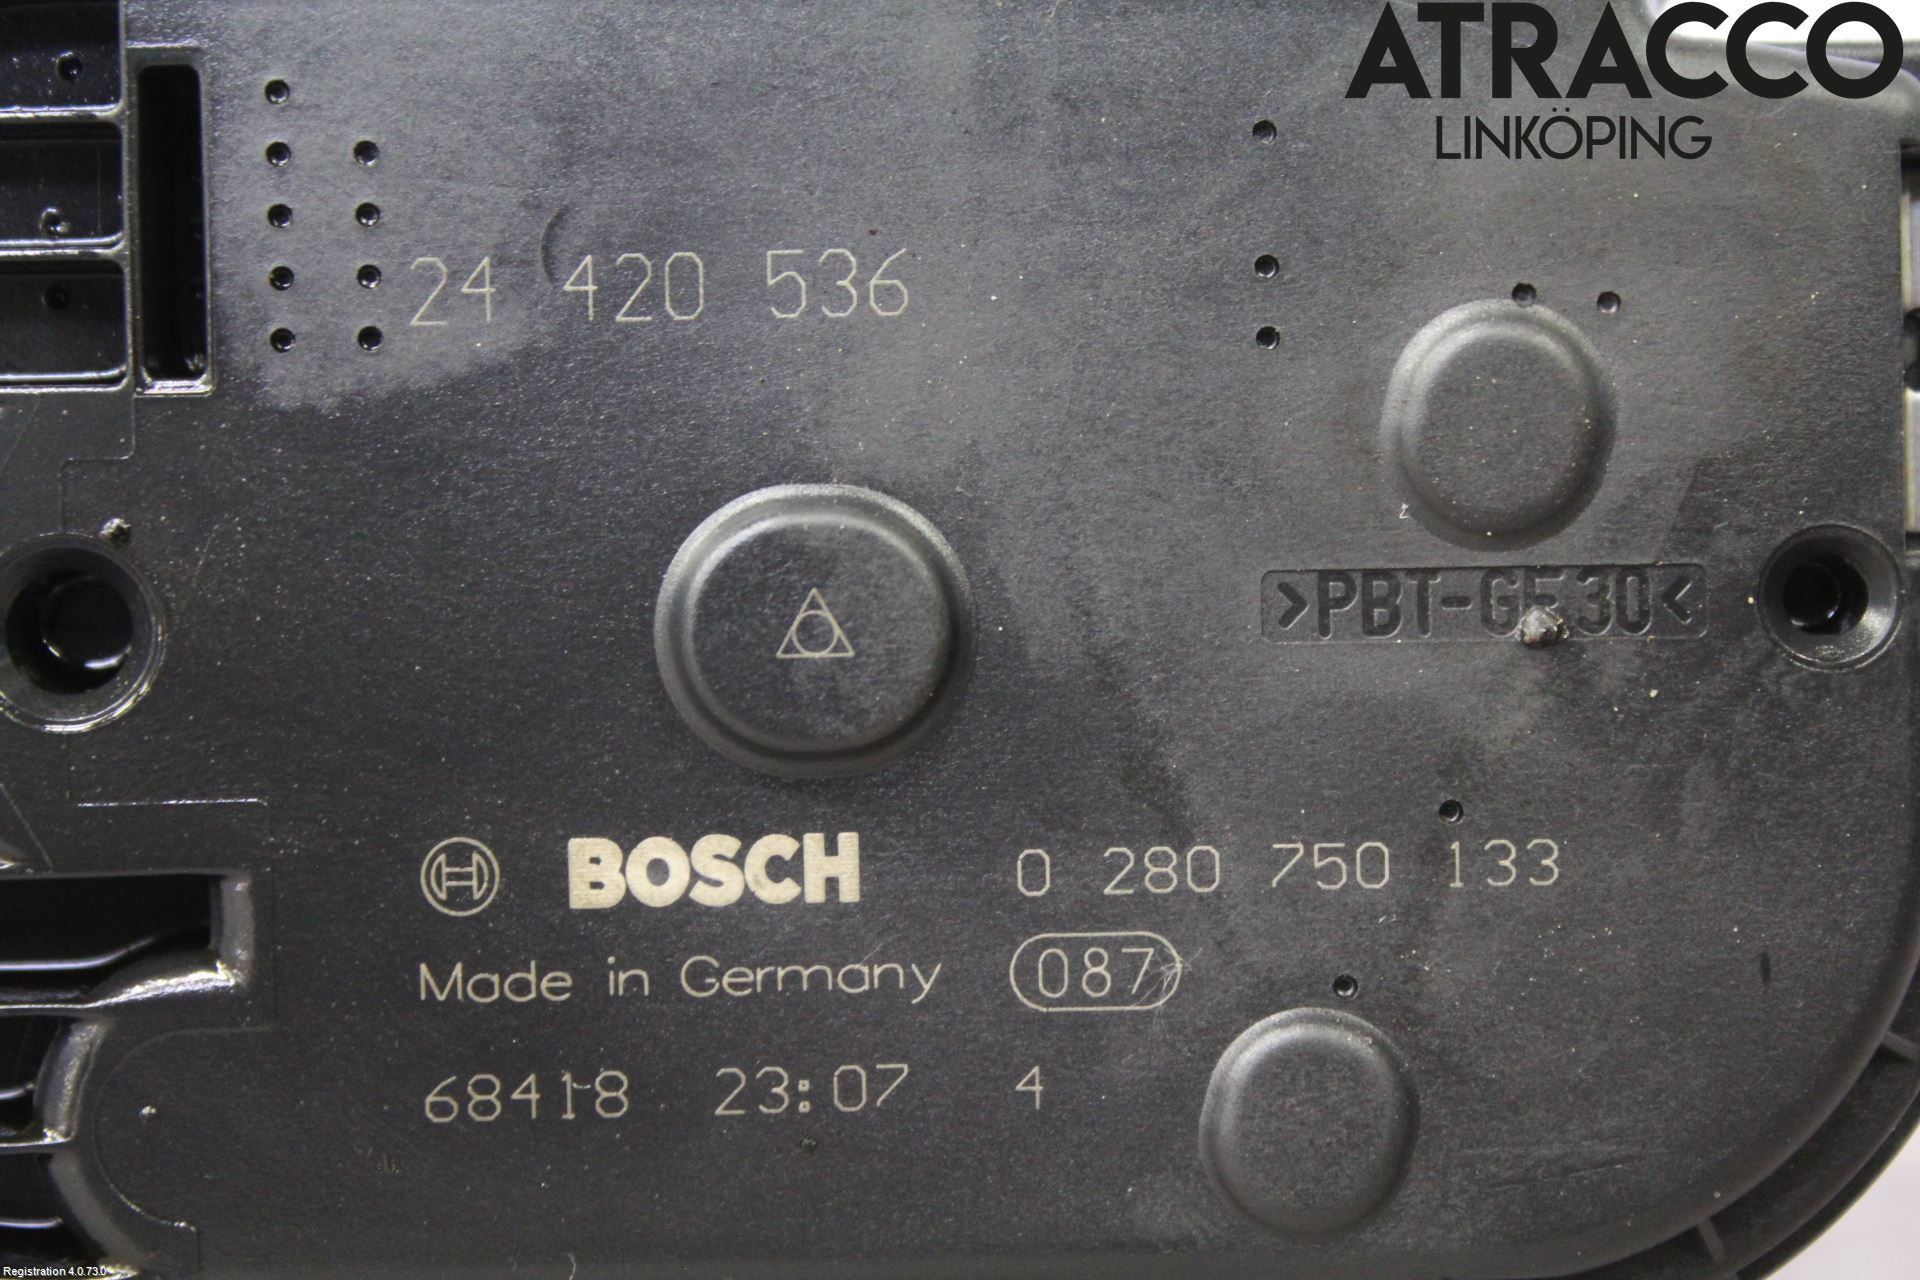 ATRACCO
LINKÖPING
24 420 536
>PBT-GF30<
BOSCH 0 280 750 133
Made in Germany 087
68418 23:07 4
Registration 4.0.73.0